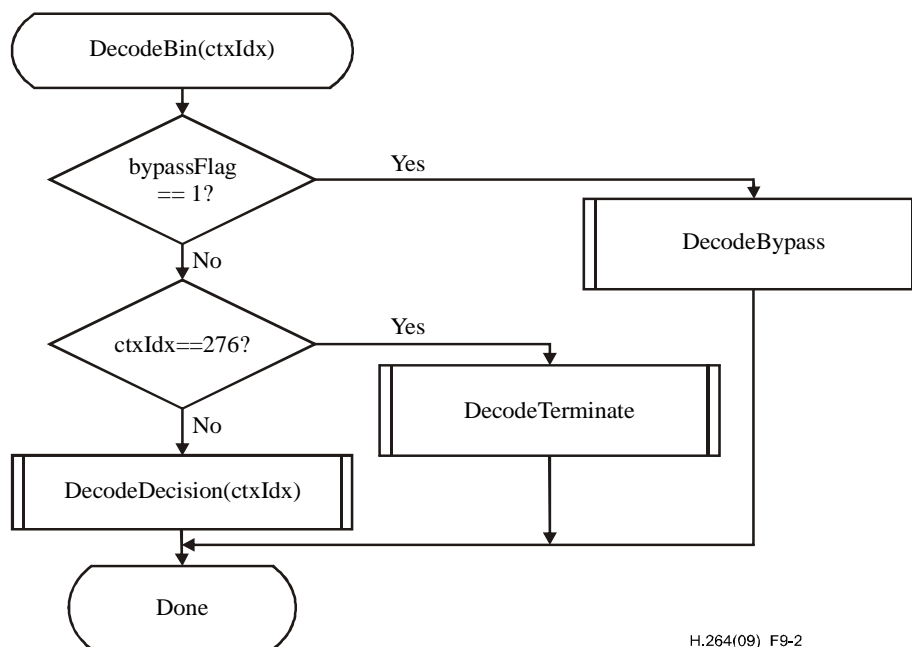 DecodeBin(ctxIdx)
bypassFlag
== 1?
Yes
DecodeBypass
No
ctxIdx==276?
Yes
DecodeTerminate
No
DecodeDecision(ctxIdx)
Done
H.264(09)_F9-2